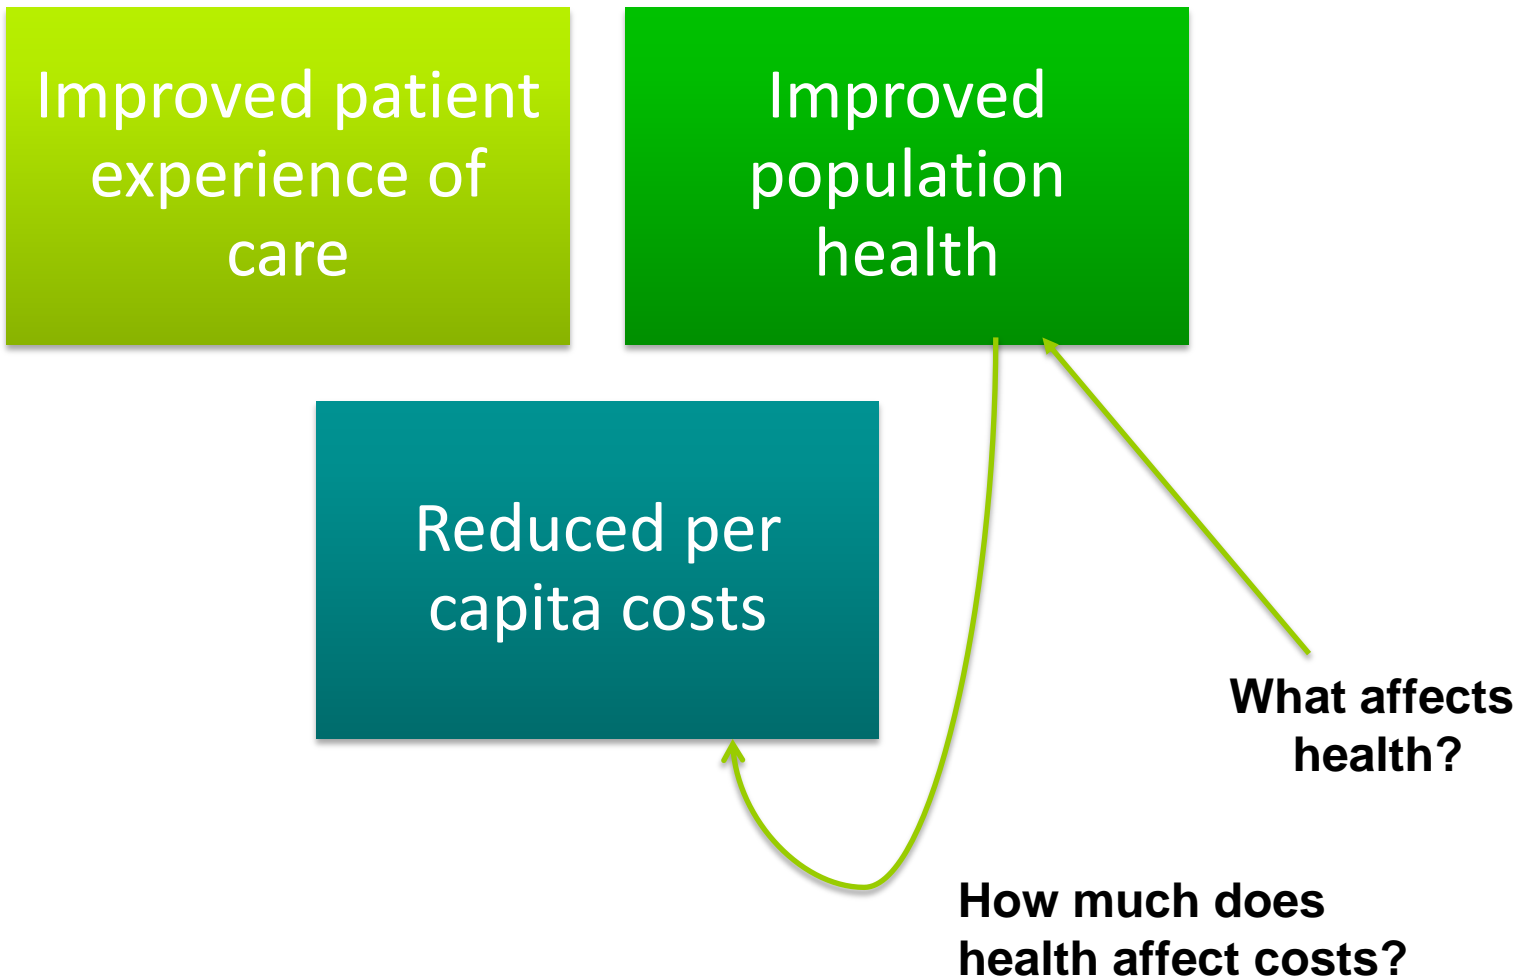 Improved patient
experience of
care
Improved
population
health
Reduced per
capita costs
What affects
health?
How much does
health affect costs?